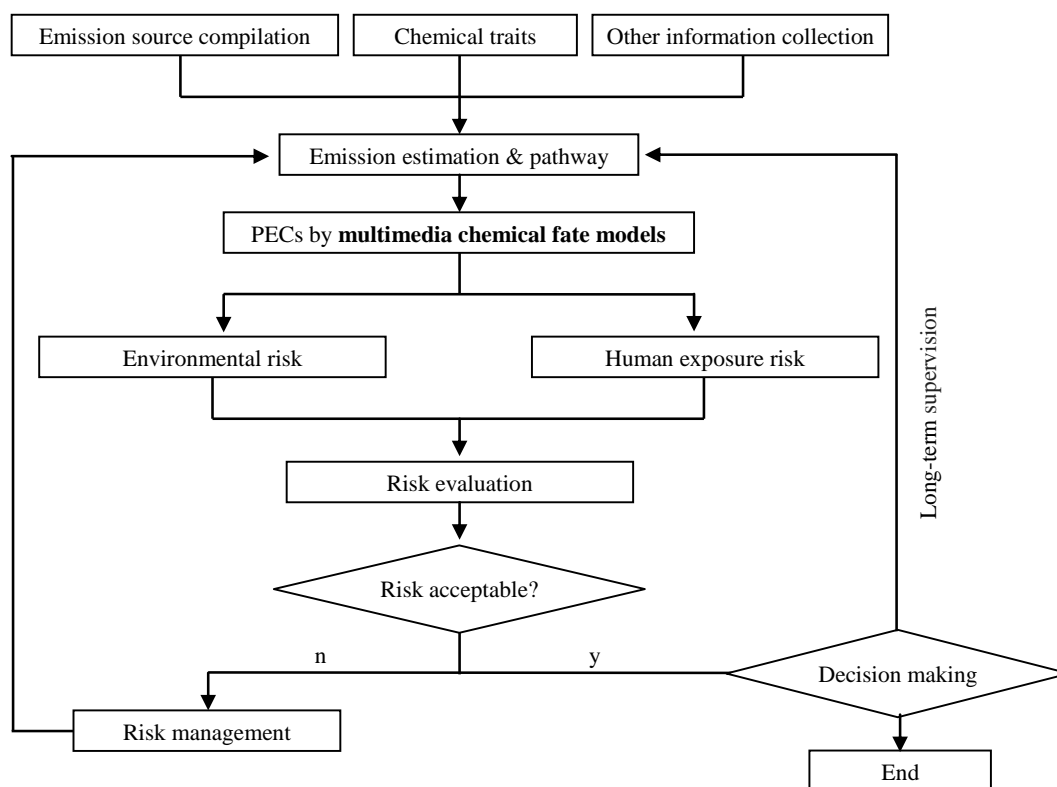 Emission source compilation
Chemical traits
Other information collection
Emission estimation & pathway
PECs by multimedia chemical fate models
Environmental risk
Human exposure risk
Long-term supervision
Risk evaluation
Risk acceptable?
n
y
Decision making
Risk management
End